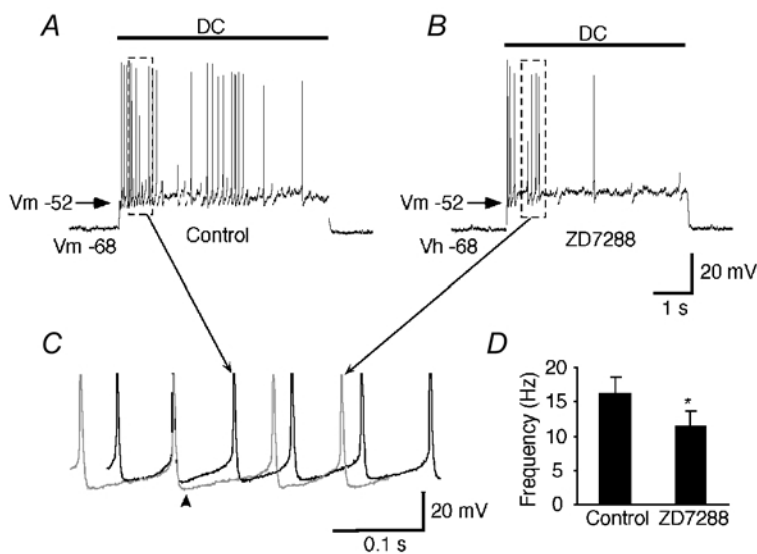 A
DC
Vm -52
Vm -68
Control
B
DC
Vm -52
Vh -68
ZD7288
20 mV
1 s
C
20 mV
0.1 s
D
Frequency (Hz)
20
15
10
5
0
*
Control ZD7288